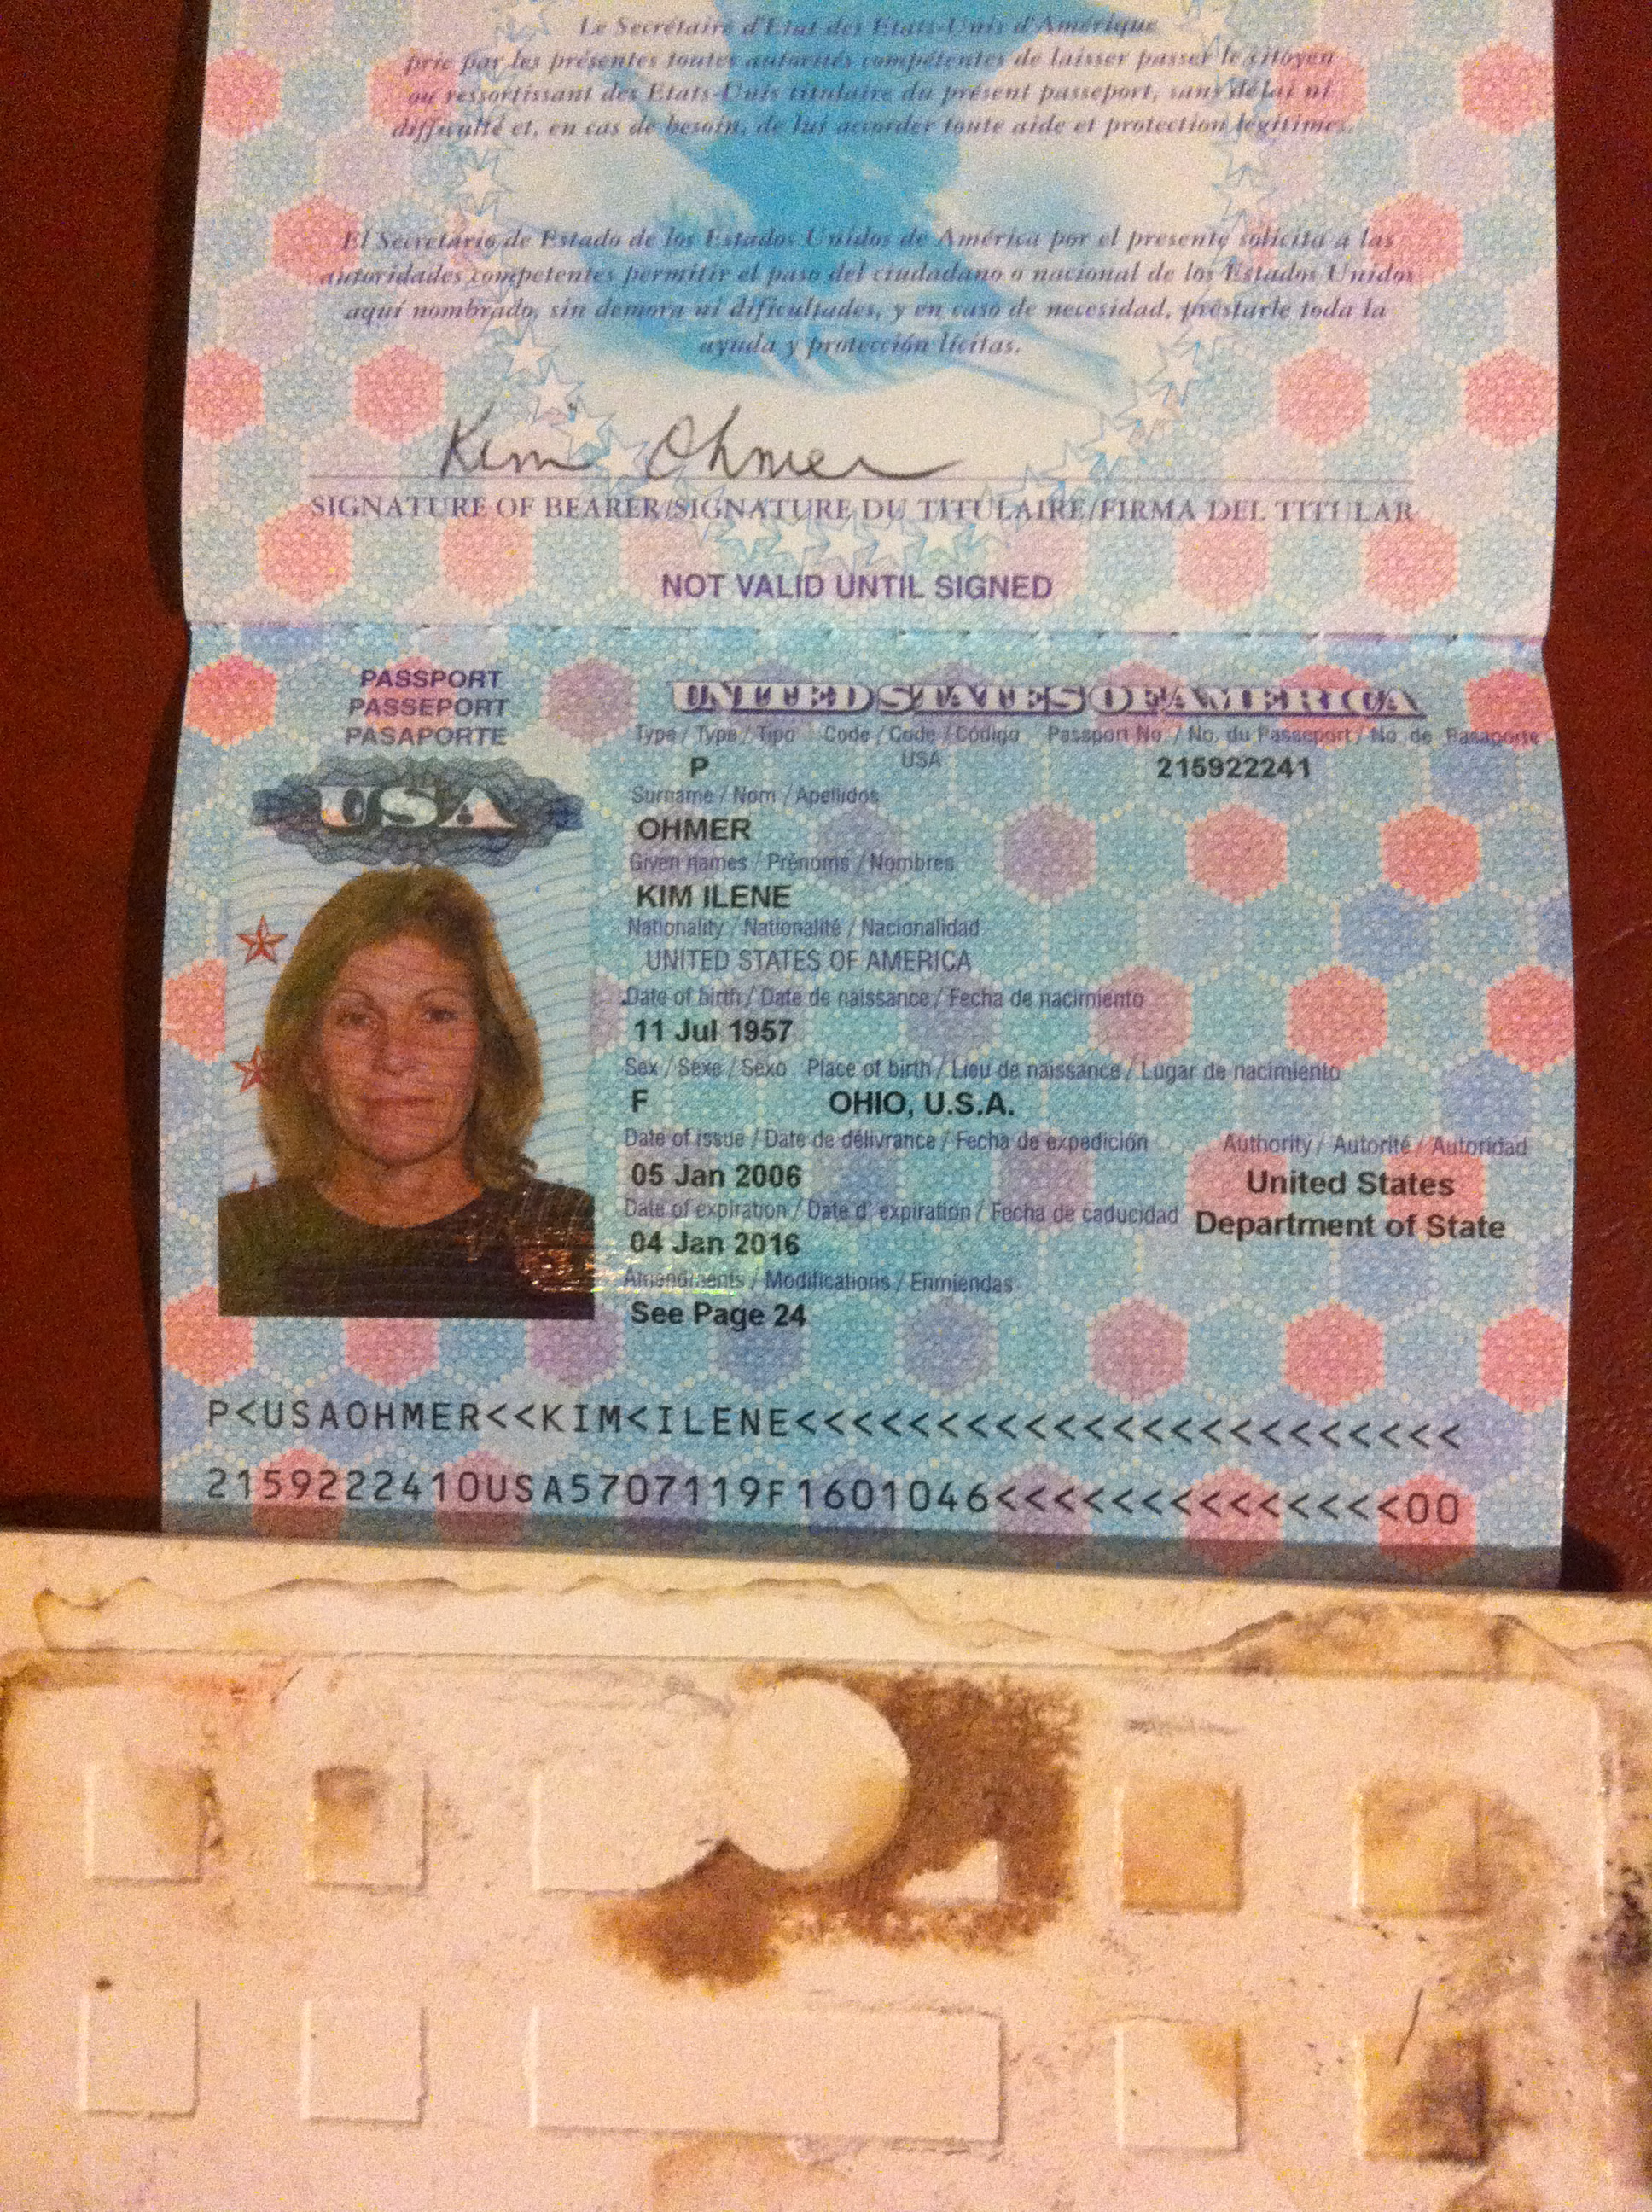 Le Secrétaire d'Etat des Etats-Unis d'Amérique
prie par les présentes toutes autorités compétentes de laisser passer le citoyen
ou ressortissant des Etats-Unis titulaire du présent passeport, sans délai ni
difficulté et, en cas de besoin, de lui accorder toute aide et protection légitimes.
El Secretario de Estado de los Estados Unidos de América por el presente solicita a las
autoridades competentes permitir el paso del ciudadano o nacional de los Estados Unidos
aquí nombrado, sin demora ni dificultades, y en caso de necesidad, prestarle toda la
ayuda y protección lícitas.
Kim Ohmer
SIGNATURE OF BEARER/SIGNATURE DU TITULAIRE/FIRMA DEL TITULAR
NOT VALID UNTIL SIGNED
PASSPORT
PASSEPORT
PASAPORTE
USA
UNITED STATES OF AMERICA
Type / Type / Tipo Code / Code / Código Passport No. / No. du Passeport / No. de Pasaporte
P USA 215922241
Surname / Nom / Apellidos
OHMER
Given names / Prénoms / Nombres
KIM ILENE
Nationality / Nationalité / Nacionalidad
UNITED STATES OF AMERICA
Date of birth / Date de naissance / Fecha de nacimiento
11 Jul 1957
Sex / Sexe / Sexo Place of birth / Lieu de naissance / Lugar de nacimiento
F OHIO, U.S.A.
Date of issue / Date de délivrance / Fecha de expedición Authority / Autorité / Autoridad
05 Jan 2006 United States
Date of expiration / Date d' expiration / Fecha de caducidad Department of State
04 Jan 2016
Amendments / Modifications / Enmiendas
See Page 24
P<USAOHMER<<KIM<ILENE<<<<<<<<<<<<<<<<<<<<<<<
2159222410USA5707119F1601046<<<<<<<<<<<<<<00